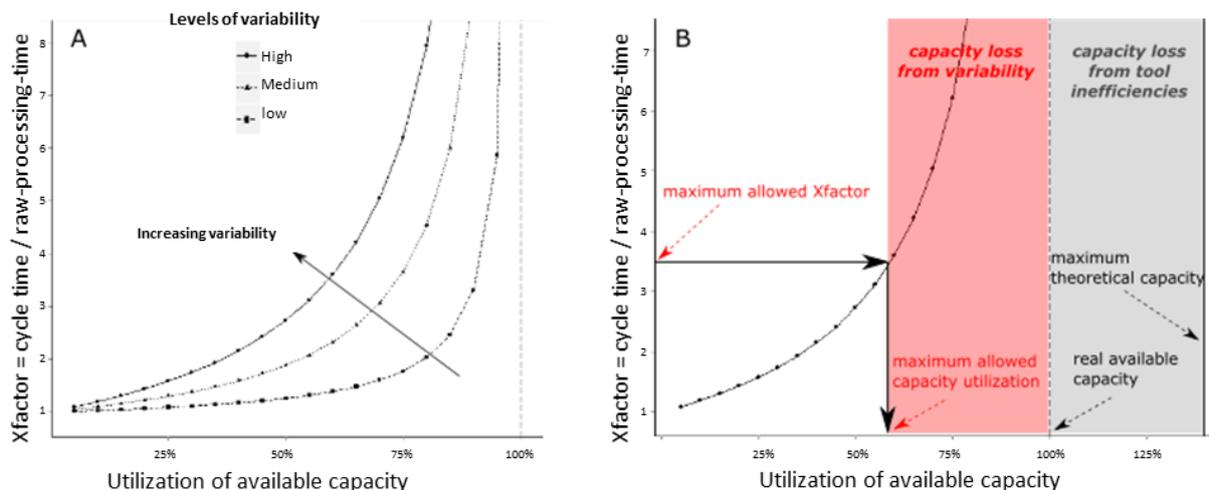 Levels of variability
A
High
Medium
low
Increasing variability
Xfactor = cycle time / raw-processing-time
8
7
6
5
4
3
2
1
25%
50%
75%
100%
Utilization of available capacity
B
capacity loss
from variability
capacity loss
from tool
inefficiencies
maximum allowed Xfactor
maximum
theoretical capacity
maximum allowed
capacity utilization
real available
capacity
Xfactor = cycle time / raw-processing-time
7
6
5
4
3
2
1
25%
50%
75%
100%
125%
Utilization of available capacity